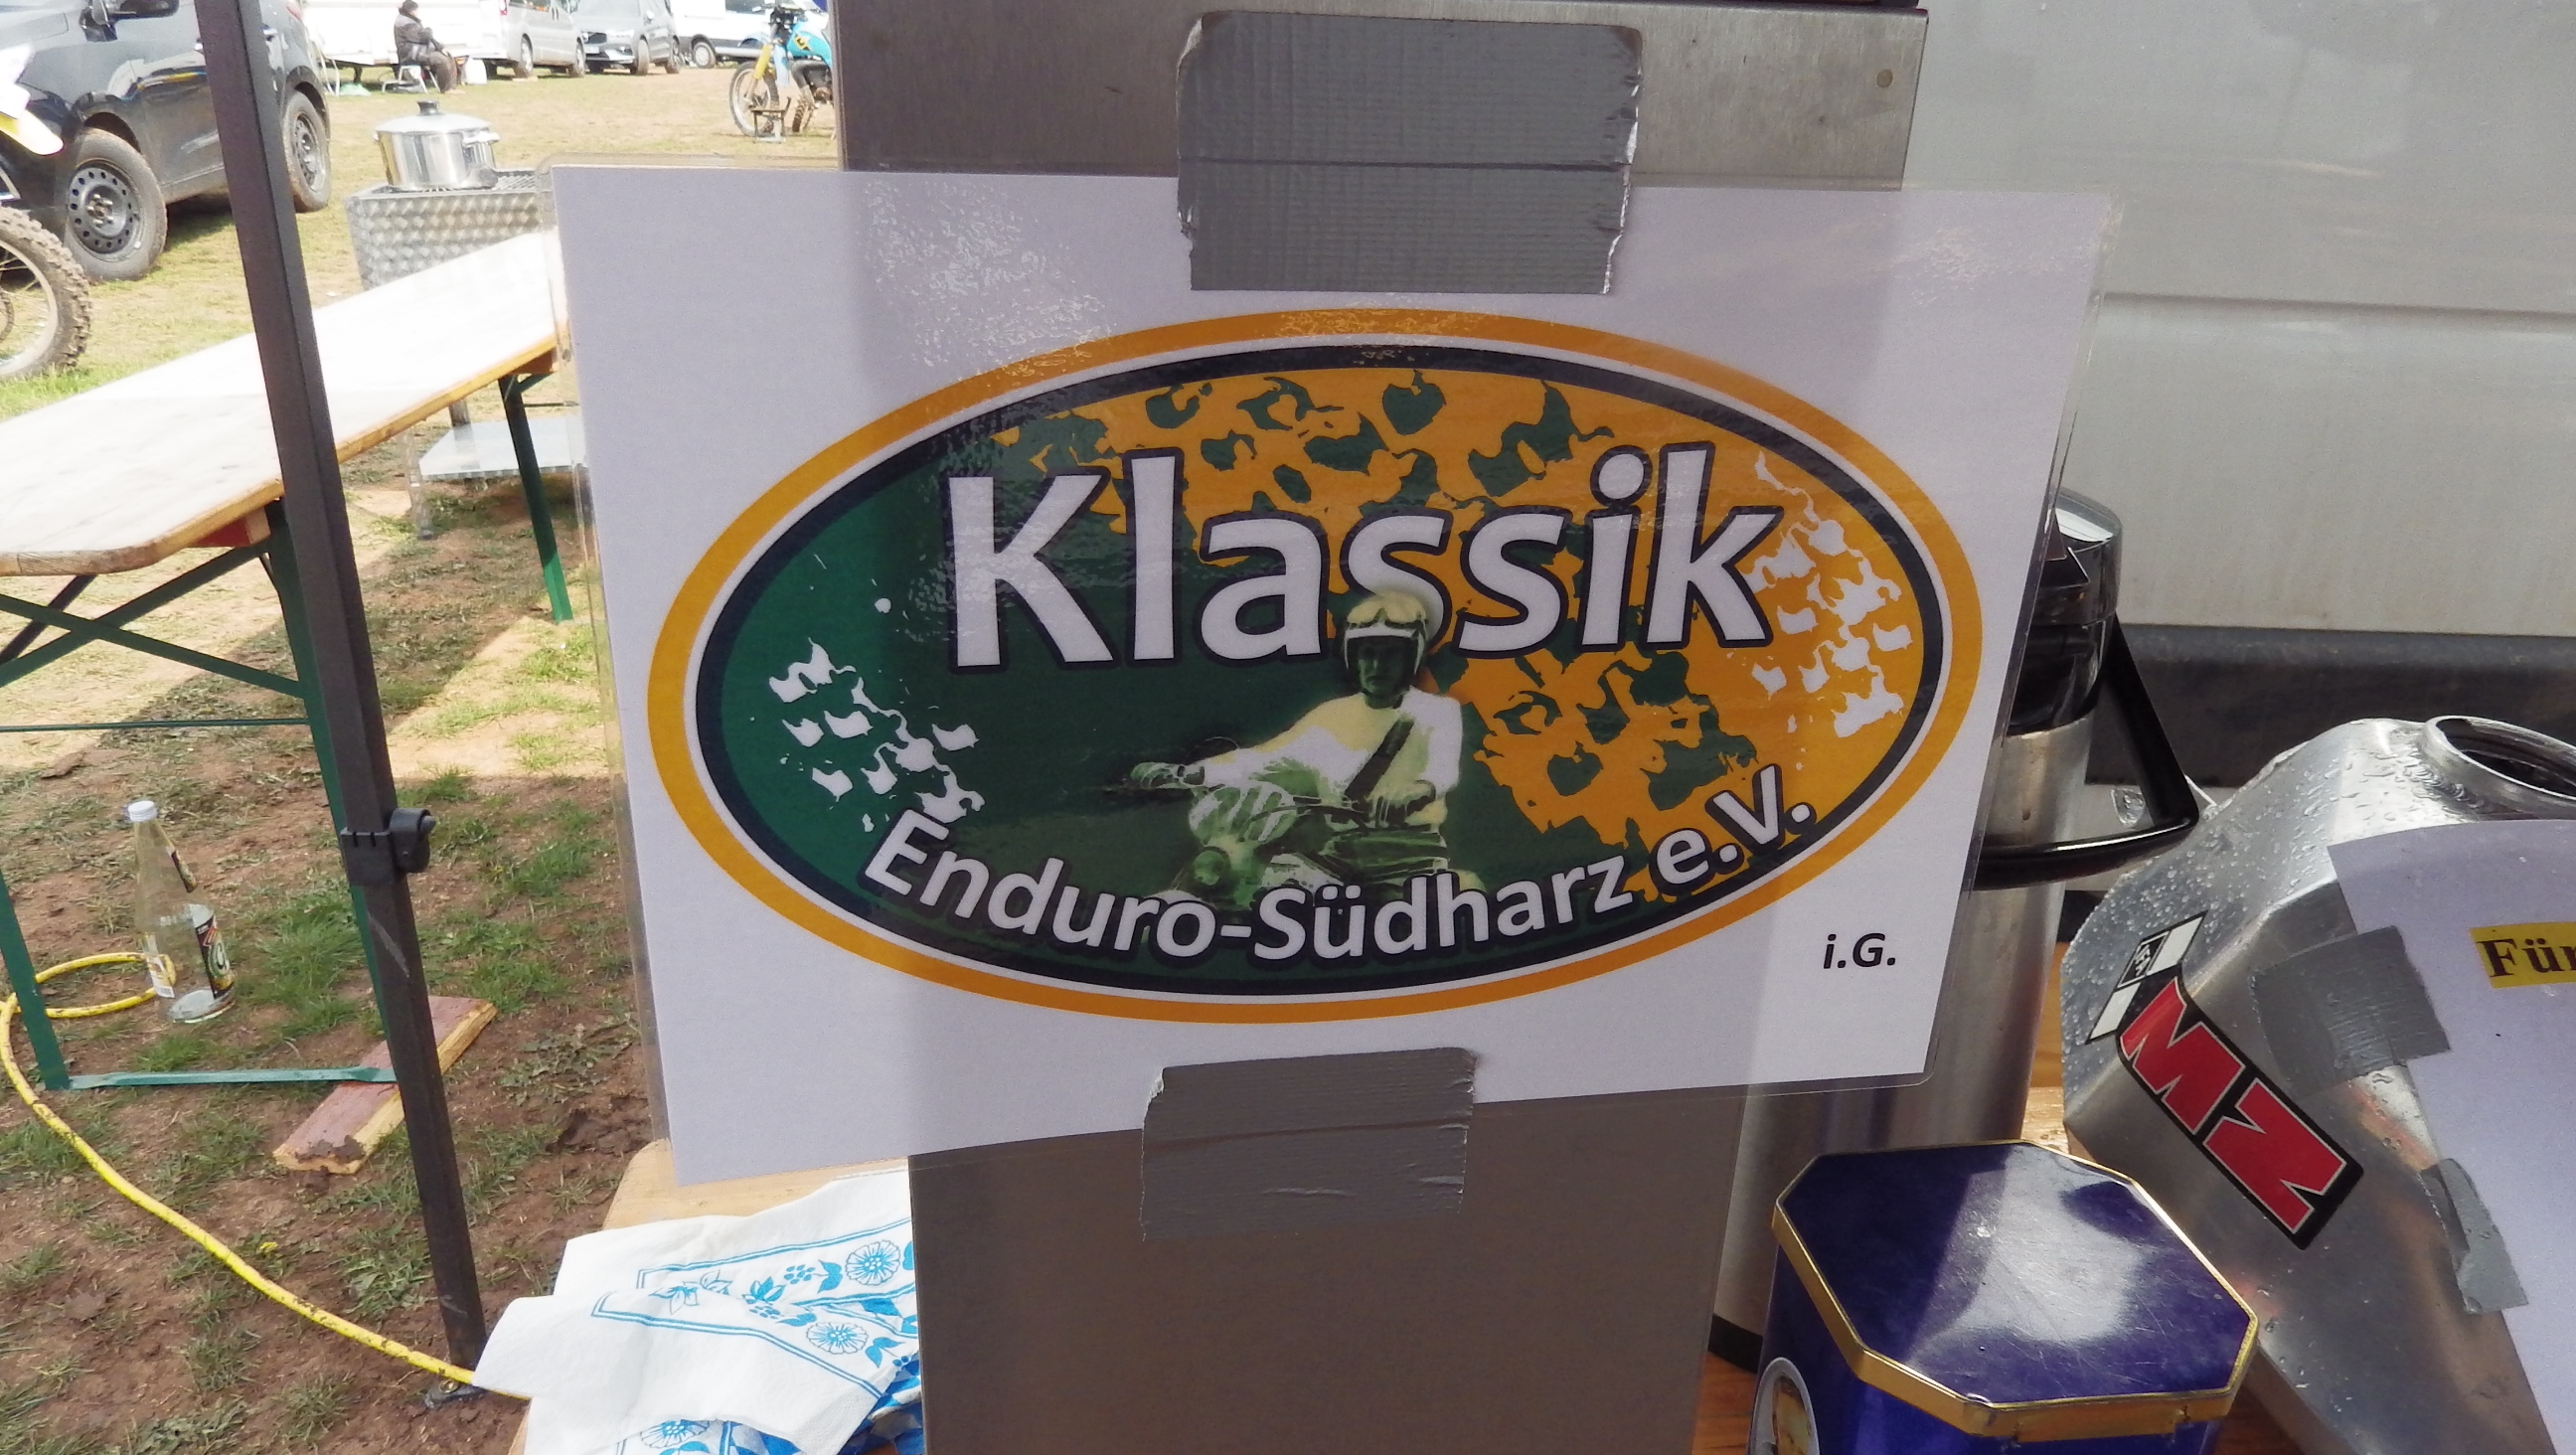 Klassik
Enduro-Südharz e.V.
i.G.
MZ
Für